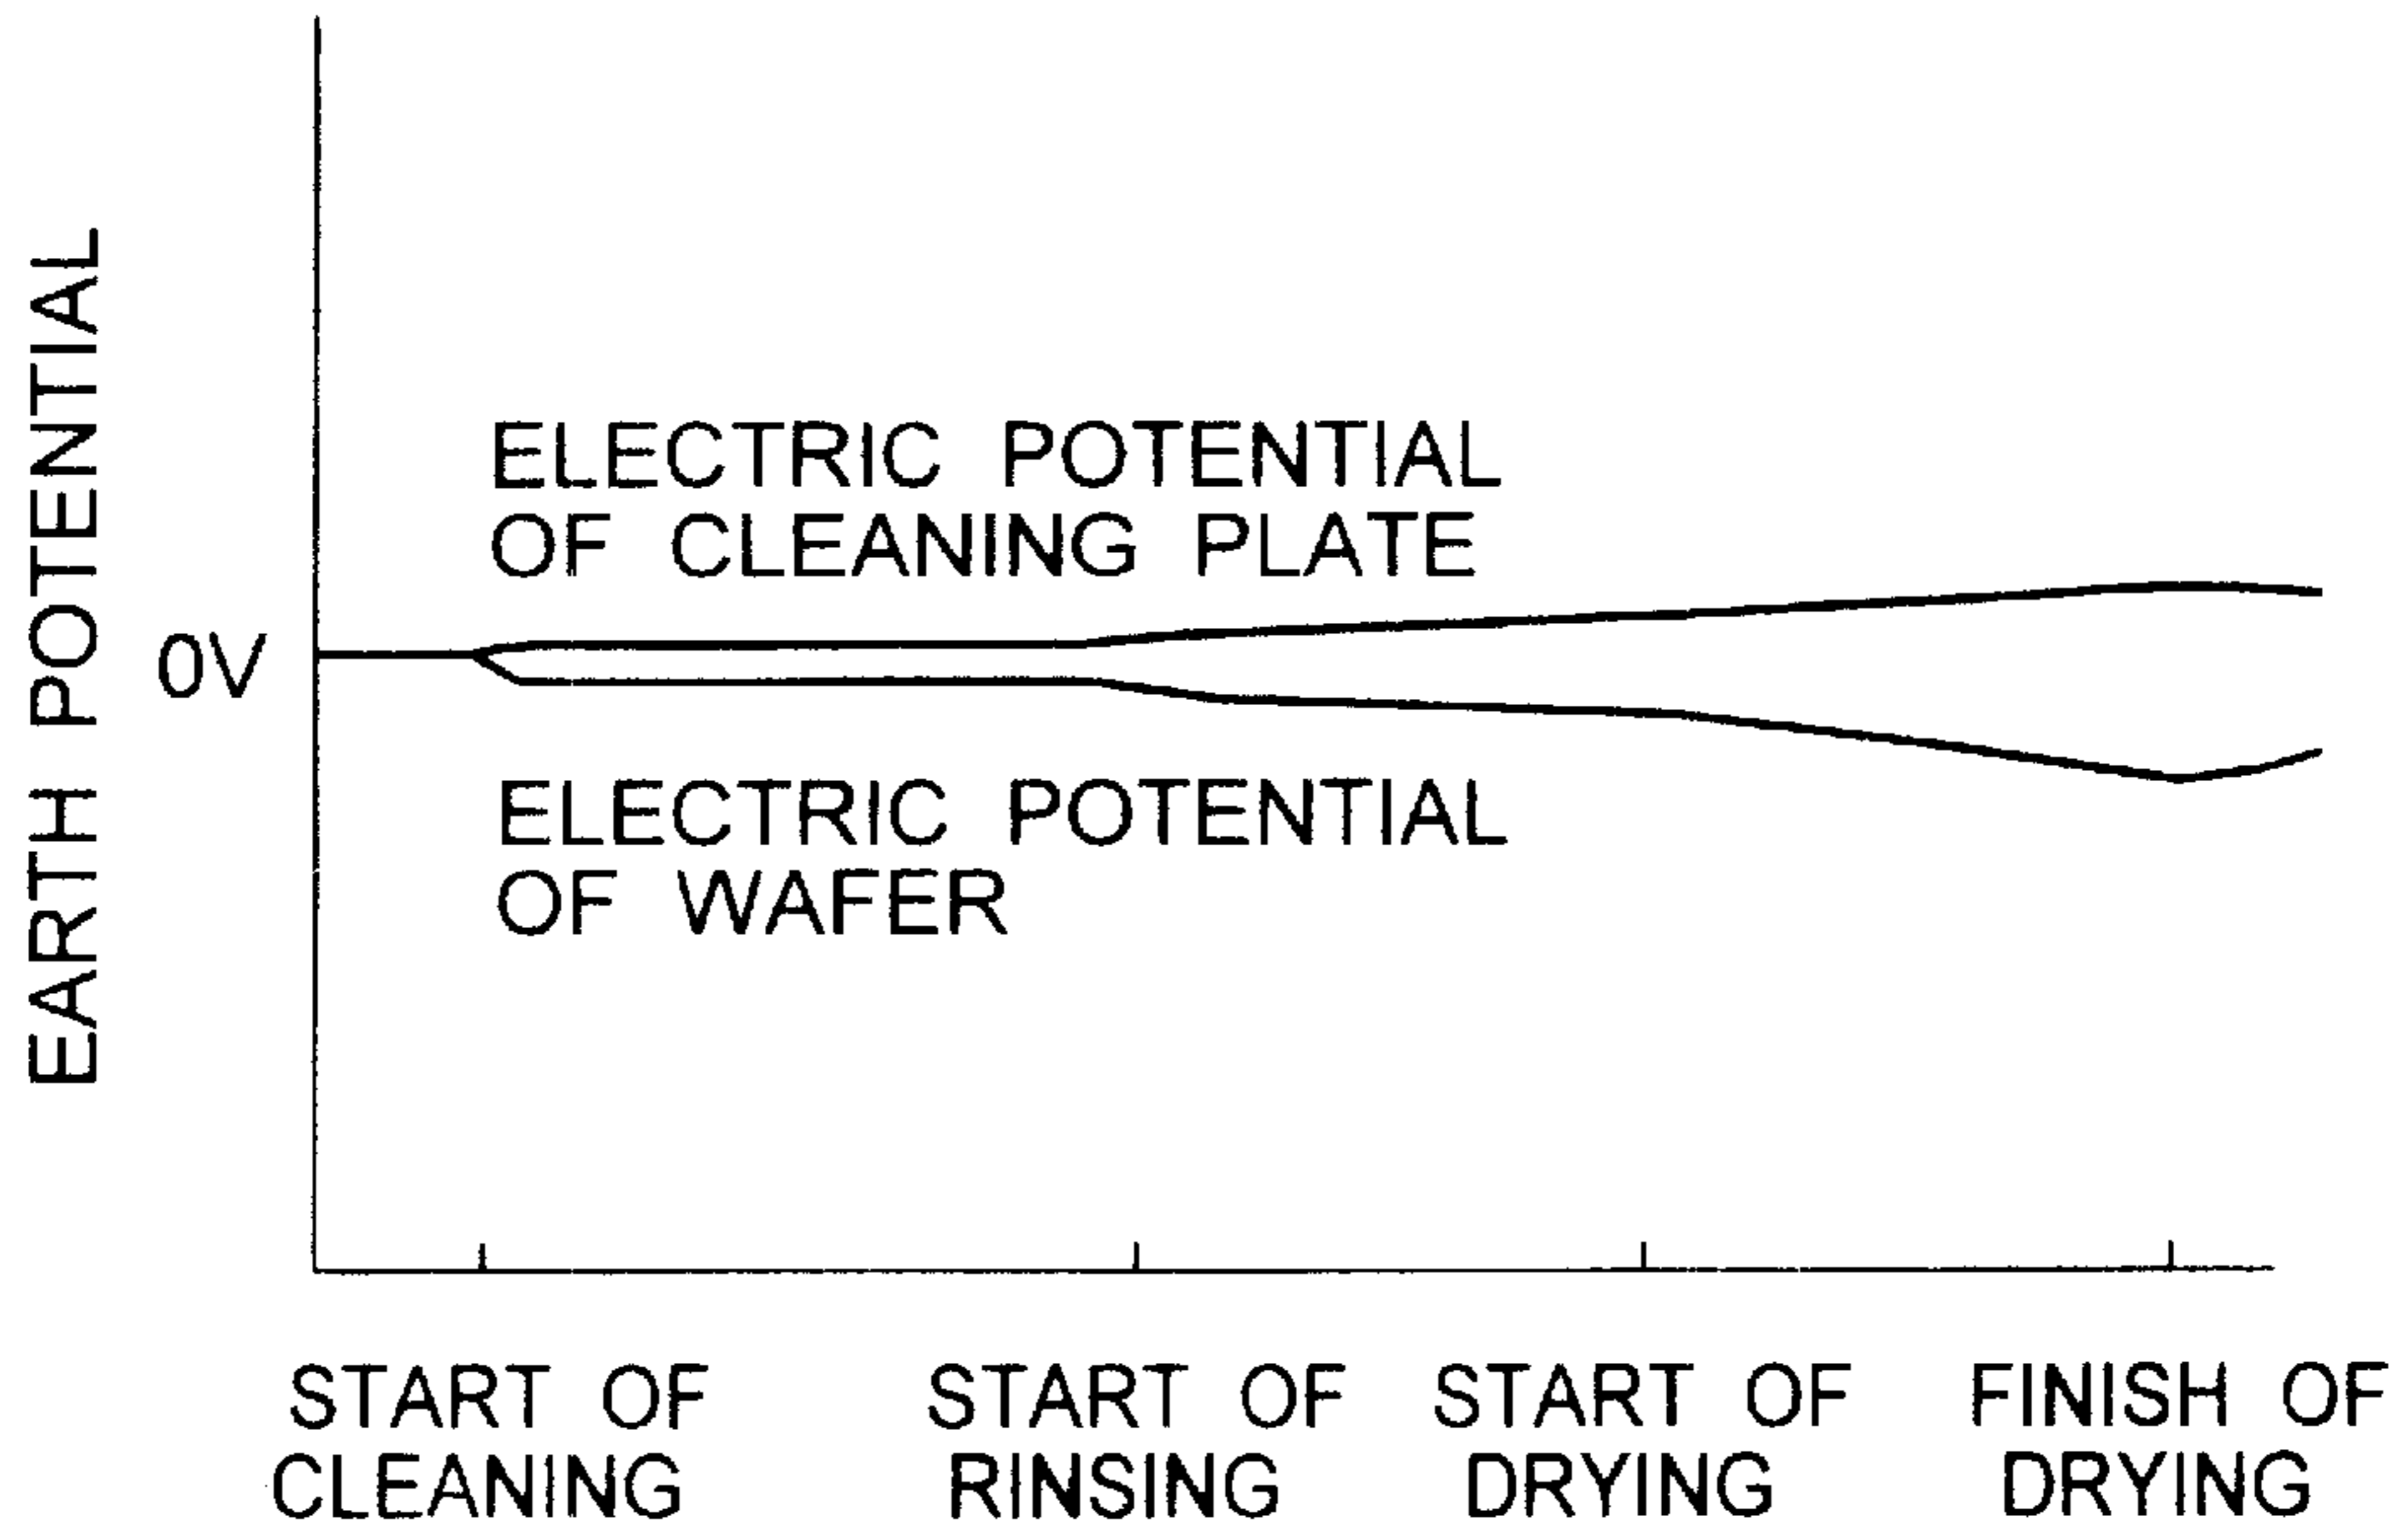 EARTH POTENTIAL
0V
ELECTRIC POTENTIAL
OF CLEANING PLATE
ELECTRIC POTENTIAL
OF WAFER
START OF
CLEANING
START OF
RINSING
START OF
DRYING
FINISH OF
DRYING